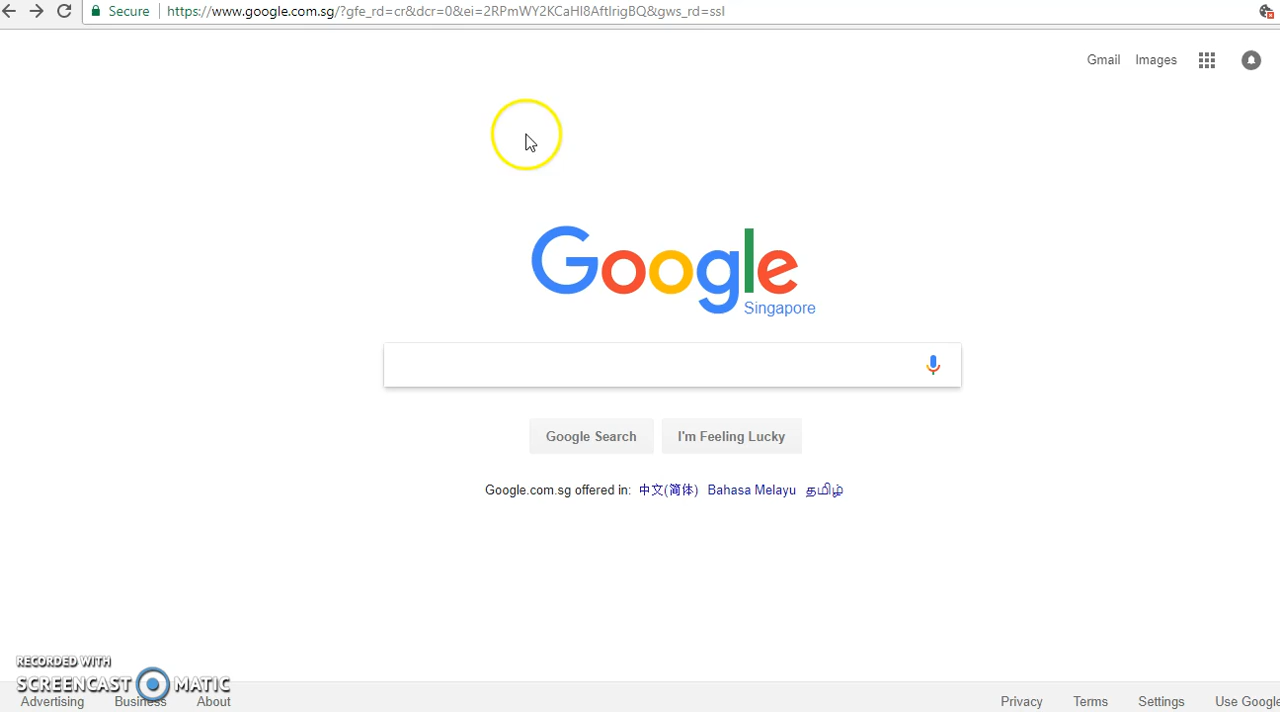 Secure https://www.google.com.sg/?gfe_rd=cr&dcr=0&ei=2RPmWY2KCaHI8AftlrigBQ&gws_rd=ssl
Gmail Images
Google
Singapore
Google Search I'm Feeling Lucky
Google.com.sg offered in: 中文(简体) Bahasa Melayu தமிழ்
RECORDED WITH
SCREENCAST MATIC
Advertising Business About Privacy Terms Settings Use Google